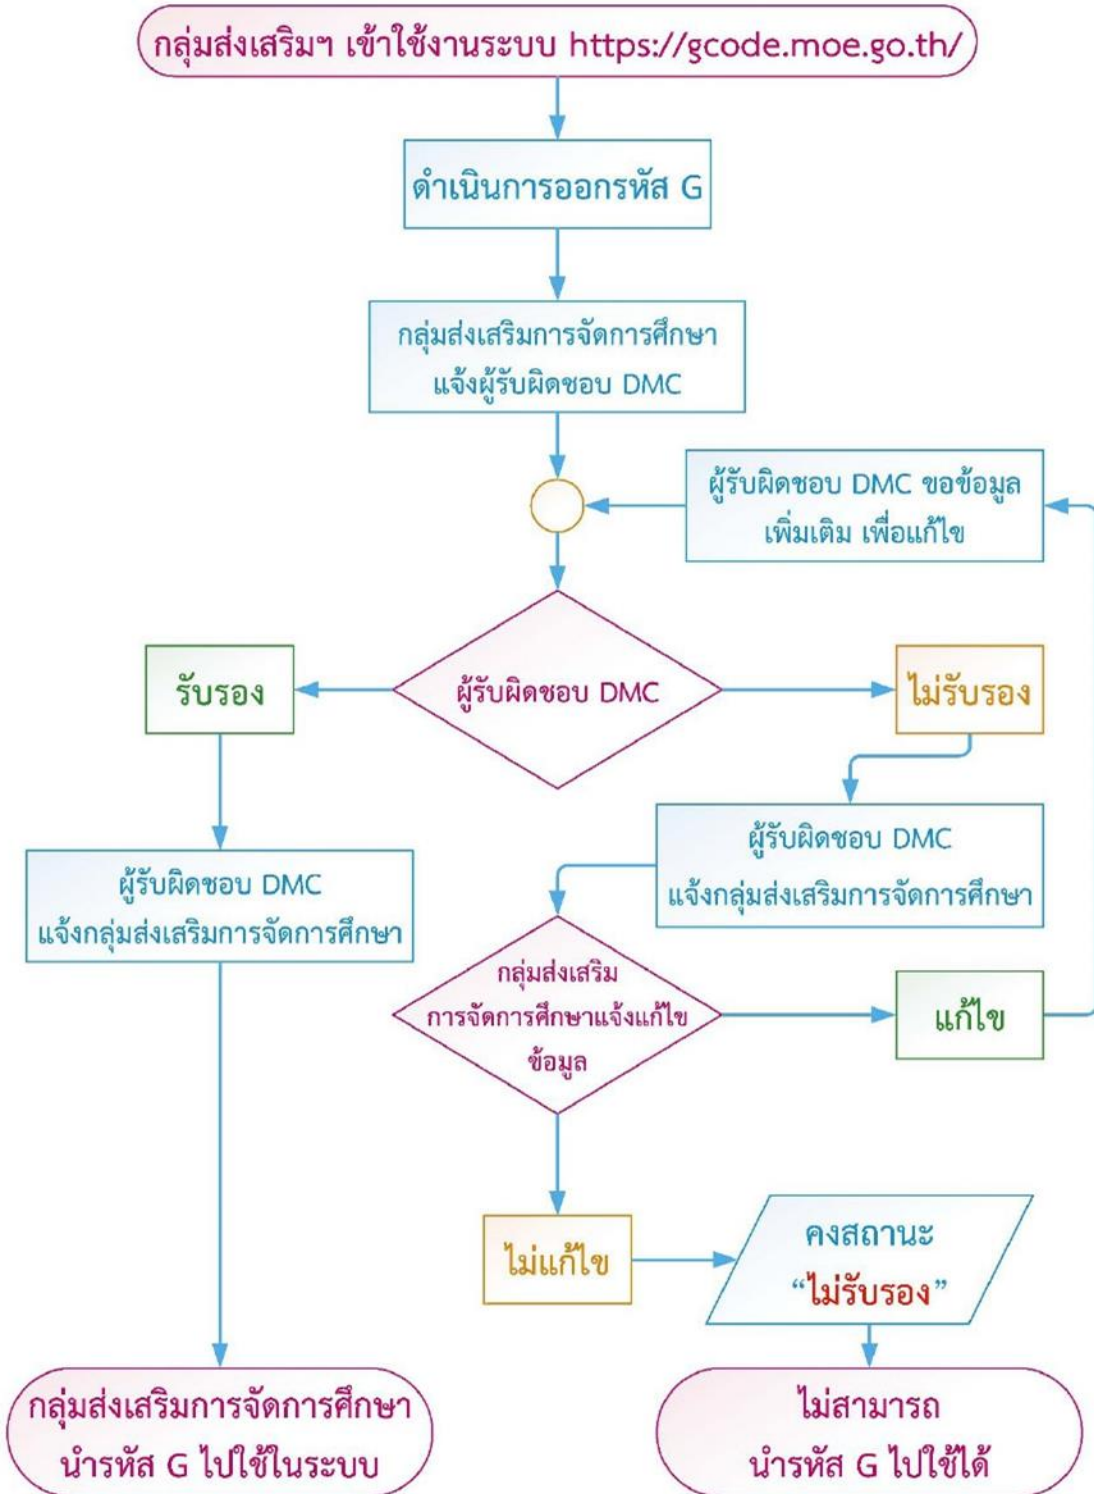 กลุ่มส่งเสริมฯ เข้าใช้งานระบบ https://gcode.moe.go.th/
ดำเนินการออกรหัส G
กลุ่มส่งเสริมการจัดการศึกษา
แจ้งผู้รับผิดชอบ DMC
ผู้รับผิดชอบ DMC ขอข้อมูล
เพิ่มเติม เพื่อแก้ไข
รับรอง
ผู้รับผิดชอบ DMC
ไม่รับรอง
ผู้รับผิดชอบ DMC
แจ้งกลุ่มส่งเสริมการจัดการศึกษา
ผู้รับผิดชอบ DMC
แจ้งกลุ่มส่งเสริมการจัดการศึกษา
กลุ่มส่งเสริม
การจัดการศึกษาแจ้งแก้ไข
ข้อมูล
แก้ไข
ไม่แก้ไข
คงสถานะ
“ไม่รับรอง”
กลุ่มส่งเสริมการจัดการศึกษา
นำรหัส G ไปใช้ในระบบ
ไม่สามารถ
นำรหัส G ไปใช้ได้